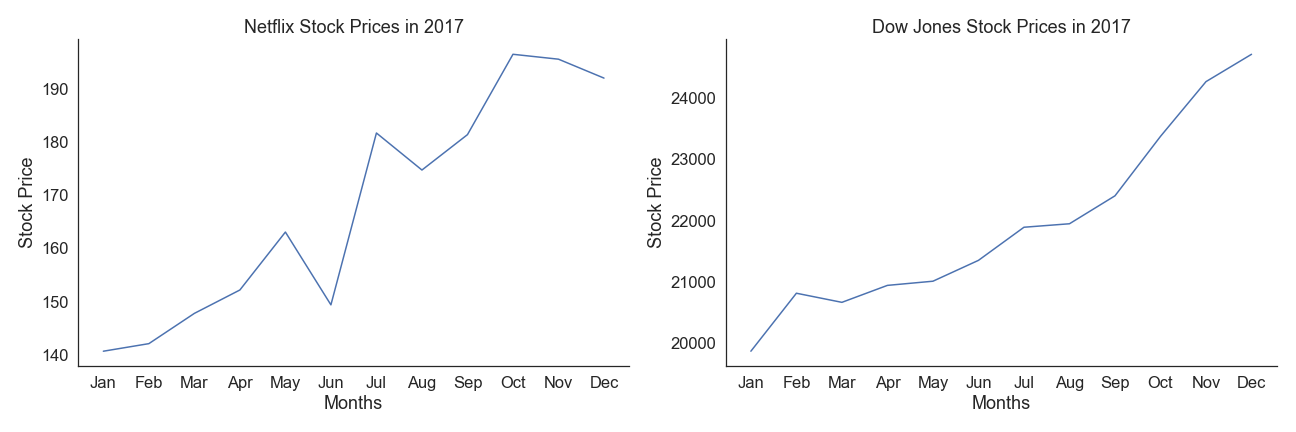 Netflix Stock Prices in 2017
Stock Price
190
180
170
160
150
140
Jan Feb Mar Apr May Jun Jul Aug Sep Oct Nov Dec
Months
Dow Jones Stock Prices in 2017
Stock Price
24000
23000
22000
21000
20000
Jan Feb Mar Apr May Jun Jul Aug Sep Oct Nov Dec
Months